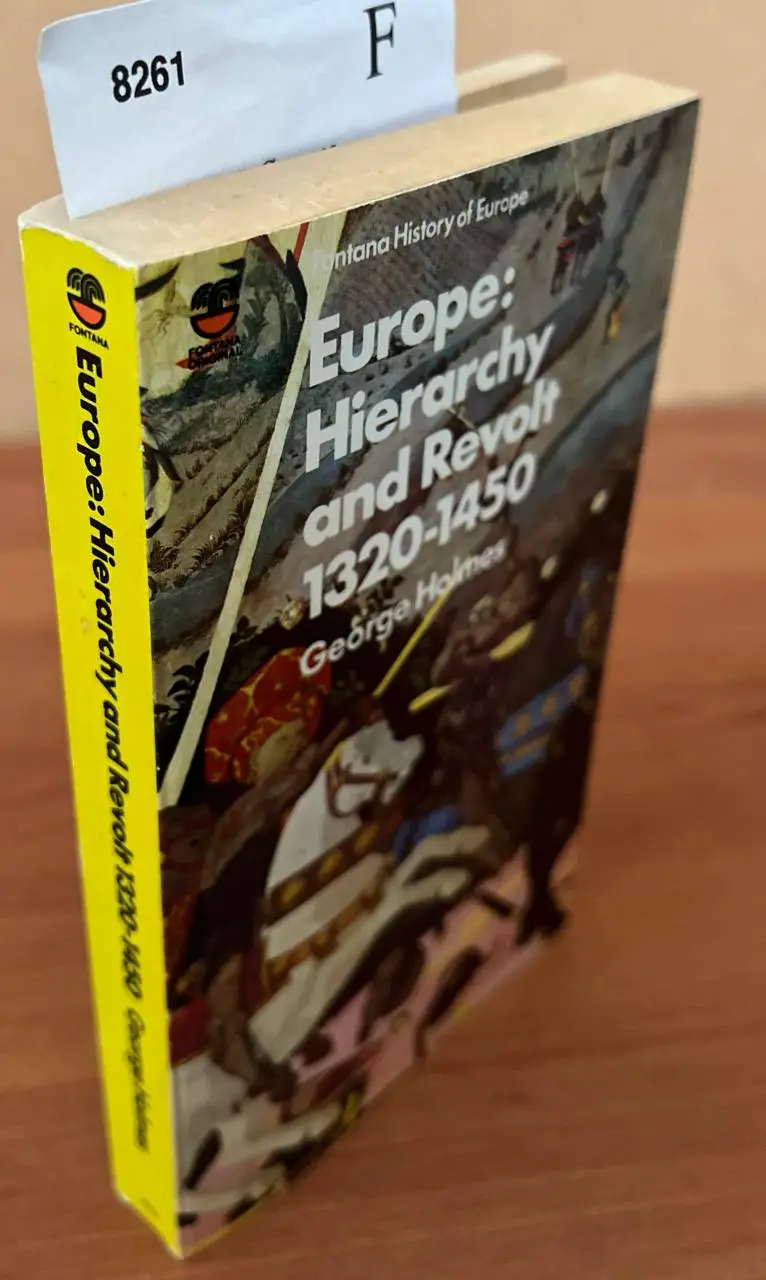 8261
F
Fontana History of Europe
FONTANA
ORIGINAL
Europe:
Hierarchy
and Revolt
1320-1450
George Holmes
FONTANA
Europe: Hierarchy and Revolt 1320-1450 George Holmes